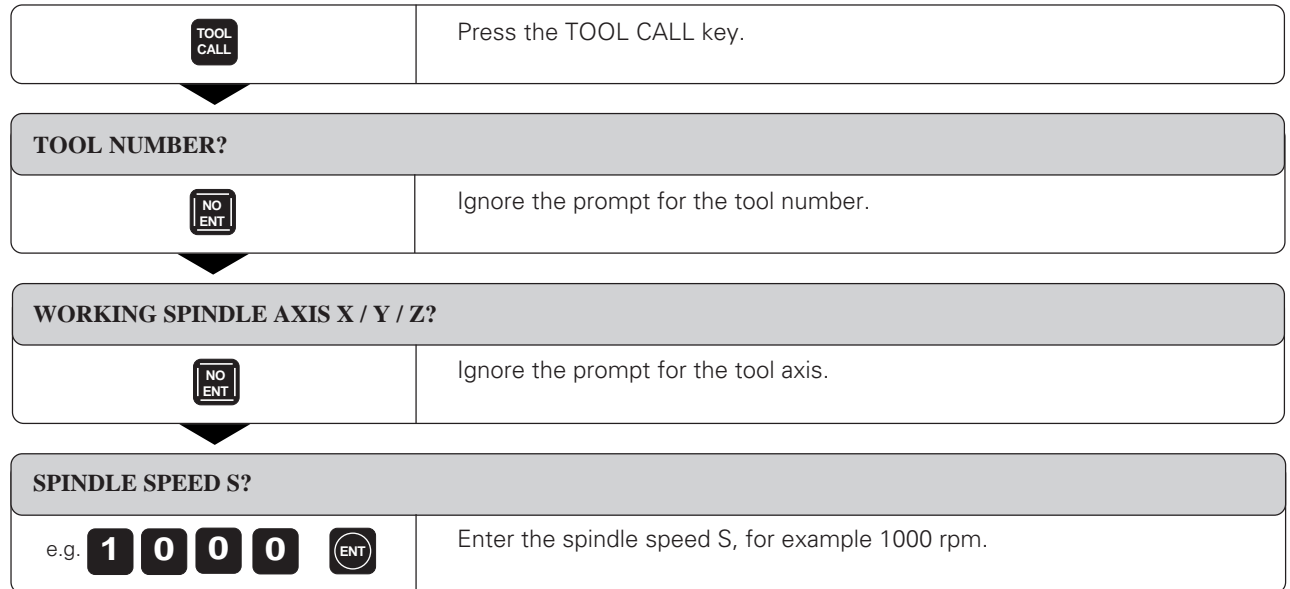 TOOL
CALL
Press the TOOL CALL key.
TOOL NUMBER?
NO
ENT
Ignore the prompt for the tool number.
WORKING SPINDLE AXIS X / Y / Z?
NO
ENT
Ignore the prompt for the tool axis.
SPINDLE SPEED S?
e.g. 1 0 0 0 ENT
Enter the spindle speed S, for example 1000 rpm.